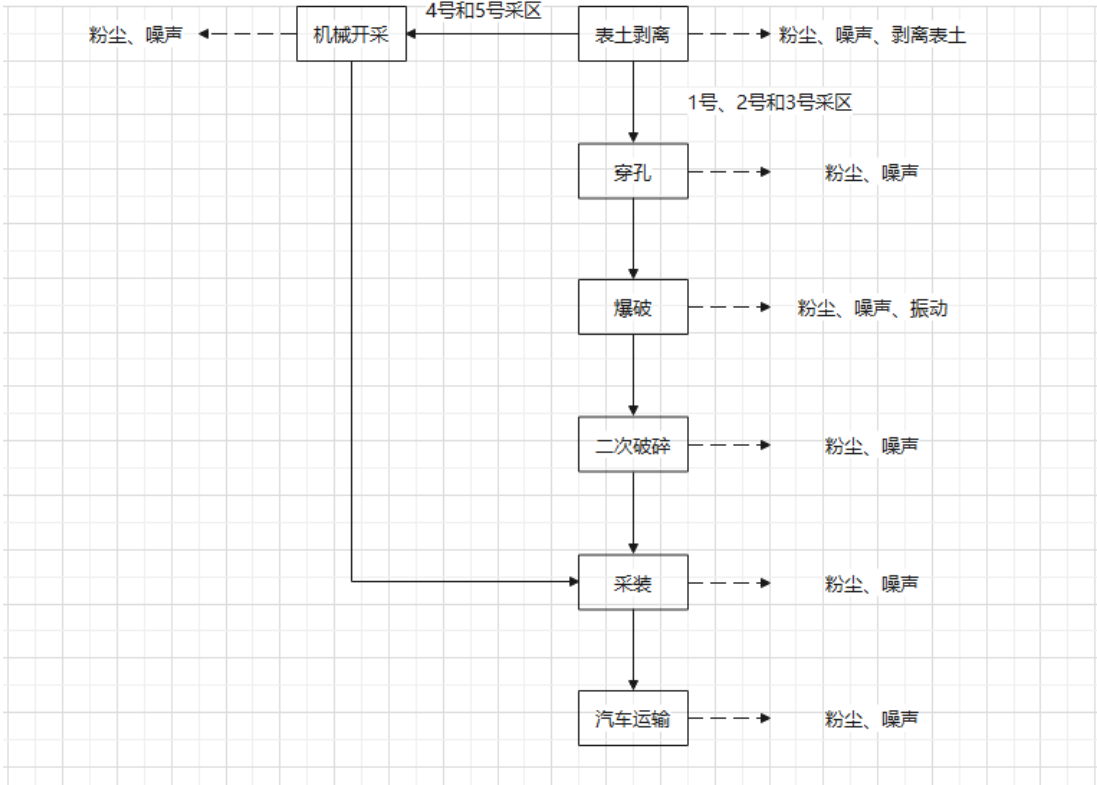 4号和5号采区
粉尘、噪声
机械开采
表土剥离
粉尘、噪声、剥离表土
1号、2号和3号采区
穿孔
粉尘、噪声
爆破
粉尘、噪声、振动
二次破碎
粉尘、噪声
采装
粉尘、噪声
汽车运输
粉尘、噪声